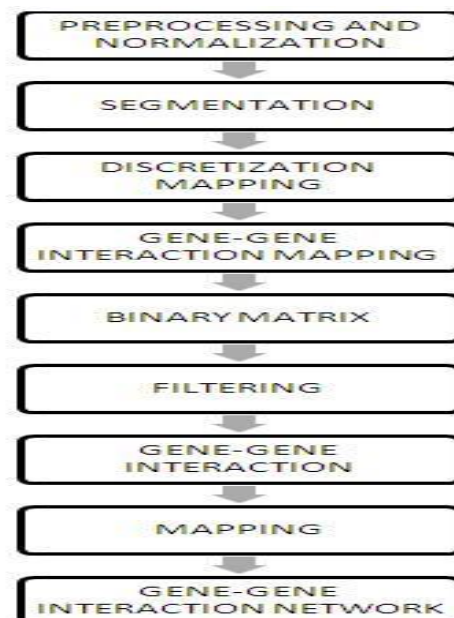 PREPROCESSING AND
NORMALIZATION
SEGMENTATION
DISCRETIZATION
MAPPING
GENE-GENE
INTERACTION MAPPING
BINARY MATRIX
FILTERING
GENE-GENE
INTERACTION
MAPPING
GENE-GENE
INTERACTION NETWORK